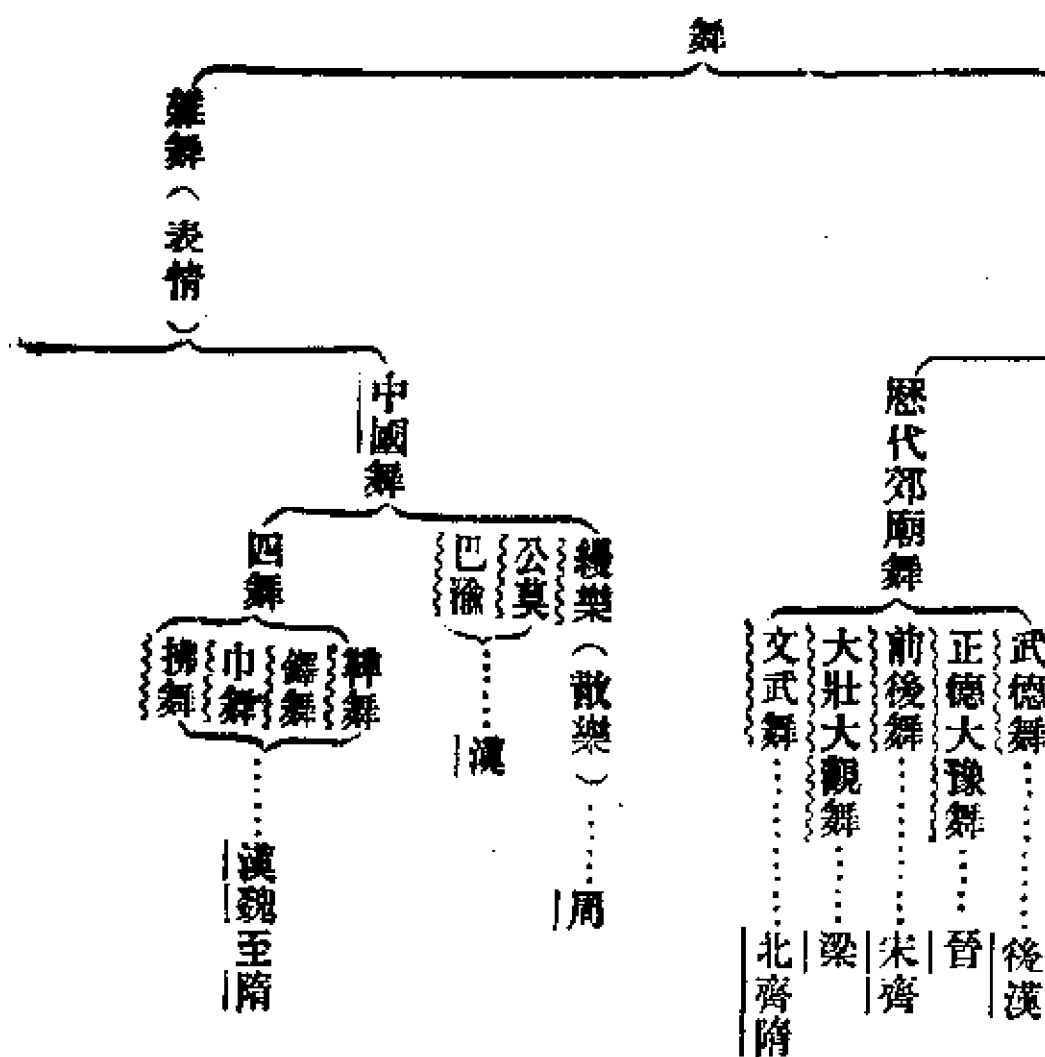 舞
歷代郊廟舞
武德舞……後漢
正德大豫舞……晉
前後舞……宋齊
大壯大觀舞……梁
文武舞……北齊隋
雜舞（表情）
中國舞
縵樂（散樂）……周
公莫
巴渝
……漢
四舞
鞞舞
鐸舞
巾舞
拂舞
……漢魏至隋